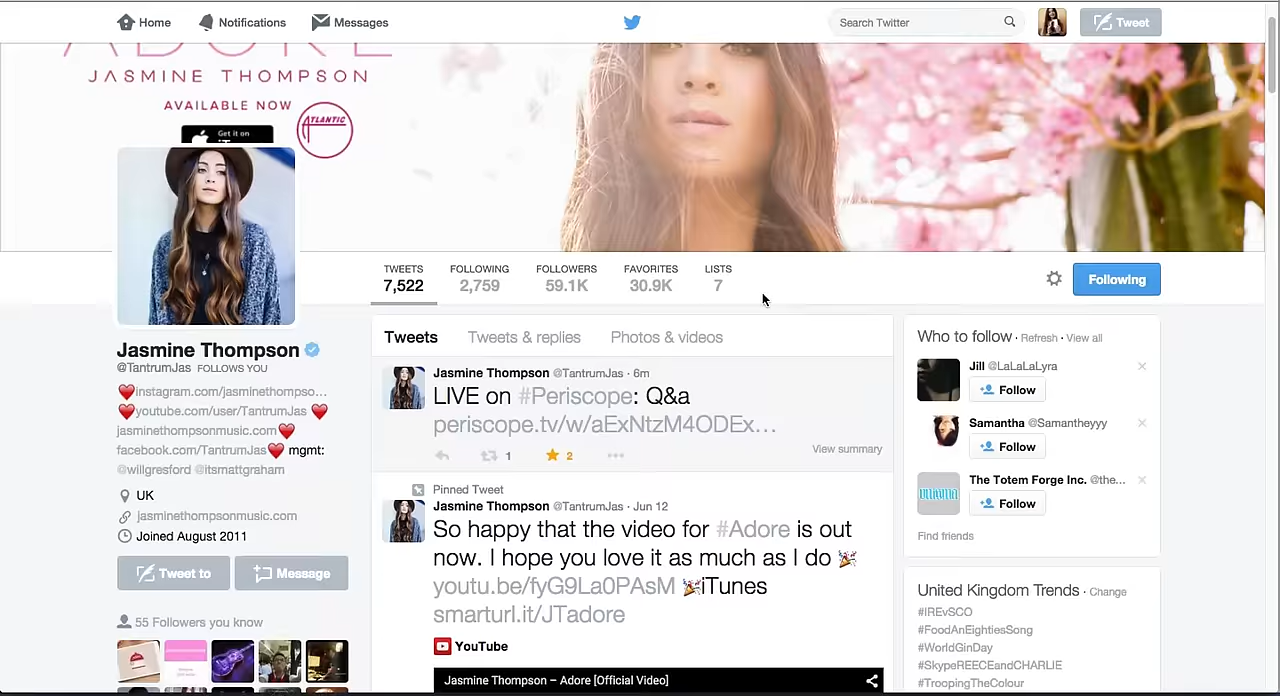 Home
Notifications
Messages
Search Twitter
Tweet
ADORE
JASMINE THOMPSON
AVAILABLE NOW
ATLANTIC
Get it on
TWEETS
7,522
FOLLOWING
2,759
FOLLOWERS
59.1K
FAVORITES
30.9K
LISTS
7
Following
Jasmine Thompson
@TantrumJas FOLLOWS YOU
❤️instagram.com/jasminethompso...
❤️youtube.com/user/TantrumJas ❤️
jasminethompsonmusic.com❤️
facebook.com/TantrumJas❤️ mgmt:
@willgresford @itsmattgraham
UK
jasminethompsonmusic.com
Joined August 2011
Tweet to
Message
55 Followers you know
Tweets
Tweets & replies
Photos & videos
Jasmine Thompson @TantrumJas · 6m
LIVE on #Periscope: Q&a
periscope.tv/w/aExNtzM4ODEx...
1
2
View summary
Pinned Tweet
Jasmine Thompson @TantrumJas · Jun 12
So happy that the video for #Adore is out
now. I hope you love it as much as I do 🎉
youtu.be/fyG9La0PAsM 🎉iTunes
smarturl.it/JTadore
YouTube
Jasmine Thompson – Adore [Official Video]
Who to follow · Refresh · View all
Jill @LaLaLaLyra
Follow
Samantha @Samantheyyy
Follow
The Totem Forge Inc. @the...
Follow
Find friends
United Kingdom Trends · Change
#IREvSCO
#FoodAnEightiesSong
#WorldGinDay
#SkypeREECEandCHARLIE
#TroopingTheColour